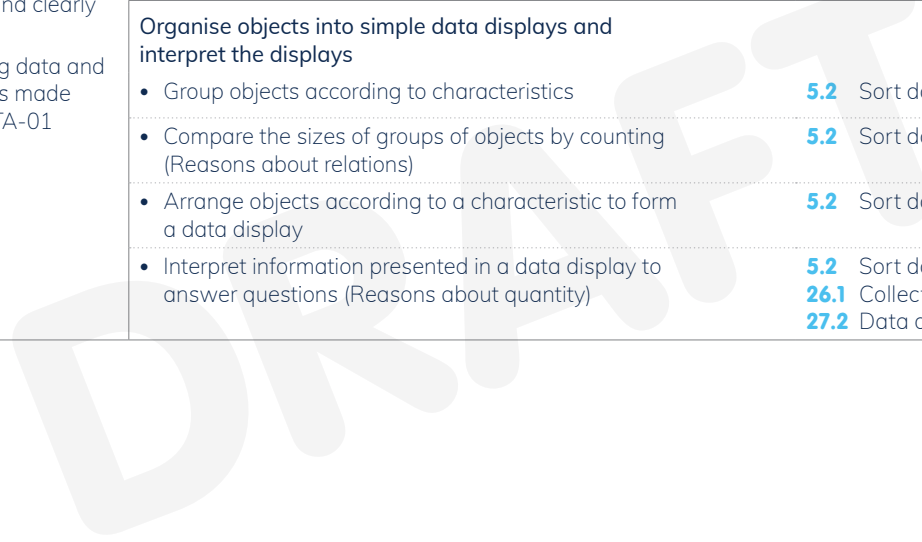 nd clearly
g data and
s made
TA-01
Organise objects into simple data displays and
interpret the displays
• Group objects according to characteristics
5.2 Sort d
• Compare the sizes of groups of objects by counting
(Reasons about relations)
5.2 Sort d
• Arrange objects according to a characteristic to form
a data display
5.2 Sort d
• Interpret information presented in a data display to
answer questions (Reasons about quantity)
5.2 Sort d
26.1 Collec
27.2 Data
DRAFT